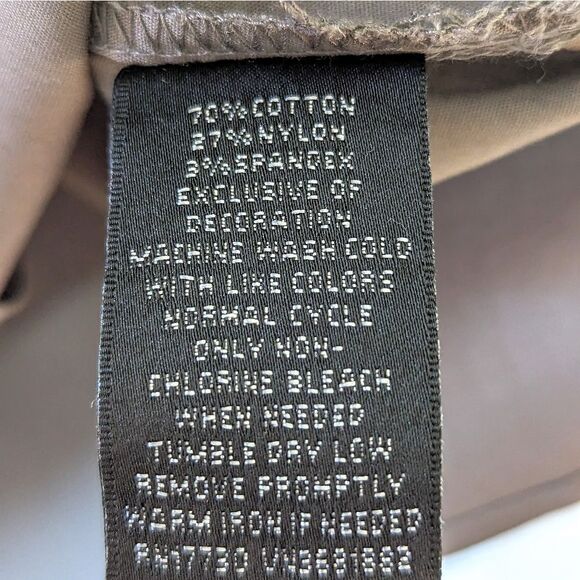 70% COTTON
27% NYLON
3% SPANDEX
EXCLUSIVE OF
DECORATION
MACHINE WASH COLD
WITH LIKE COLORS
NORMAL CYCLE
ONLY NON-
CHLORINE BLEACH
WHEN NEEDED
TUMBLE DRY LOW
REMOVE PROMPTLY
WARM IRON IF NEEDED